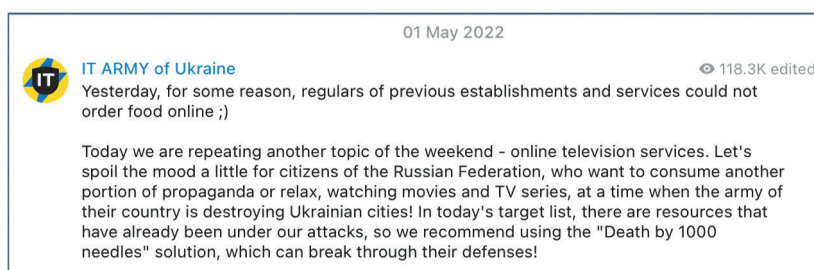 01 May 2022
IT
IT ARMY of Ukraine 118.3K edited
Yesterday, for some reason, regulars of previous establishments and services could not
order food online ;)
Today we are repeating another topic of the weekend - online television services. Let's
spoil the mood a little for citizens of the Russian Federation, who want to consume another
portion of propaganda or relax, watching movies and TV series, at a time when the army of
their country is destroying Ukrainian cities! In today's target list, there are resources that
have already been under our attacks, so we recommend using the "Death by 1000
needles" solution, which can break through their defenses!